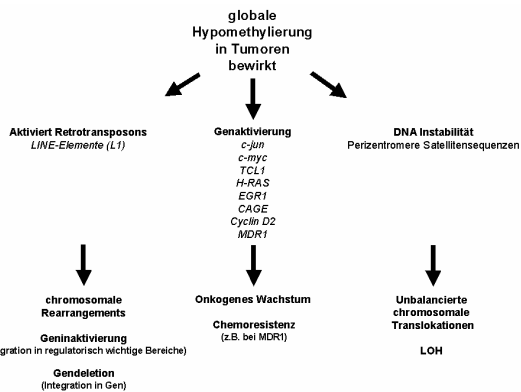 globale
Hypomethylierung
in Tumoren
bewirkt
Aktiviert Retrotransposons
LINE-Elemente (L1)
Genaktivierung
c-jun
c-myc
TCL1
H-RAS
EGR1
CAGE
Cyclin D2
MDR1
DNA Instabilität
Perizentromere Satellitensequenzen
chromosomale
Rearrangements
Geninaktivierung
gration in regulatorisch wichtige Bereiche)
Gendeletion
(Integration in Gen)
Onkogenes Wachstum
Chemoresistenz
(z.B. bei MDR1)
Unbalancierte
chromosomale
Translokationen
LOH